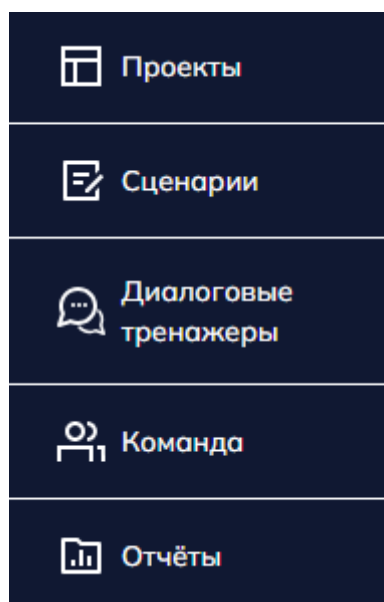 Проекты
Сценарии
Диалоговые
тренажеры
Команда
Отчёты